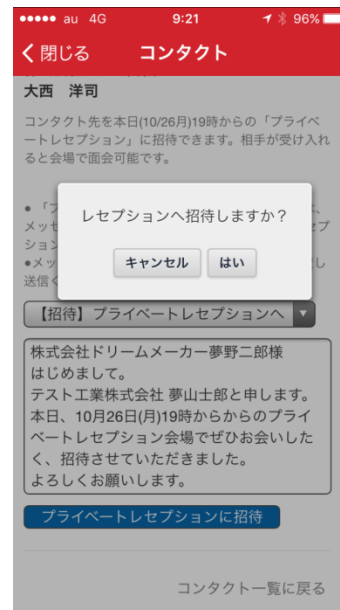 au 4G 9:21 96%
閉じる コンタクト
大西 洋司
コンタクト先を本日(10/26月)19時からの「プライベ
ートレセプション」に招待できます。相手が受け入れ
ると会場で面会可能です。
レセプションへ招待しますか？
キャンセル はい
● 「プ
メッセ
ション
●メッ
送信く
【招待】プライベートレセプションへ ▼
株式会社ドリームメーカー夢野二郎様
はじめまして。
テスト工業株式会社 夢山士郎と申します。
本日、10月26日(月)19時からからのプライ
ベートレセプション会場でぜひお会いした
く、招待させていただきました。
よろしくお願いします。
プライベートレセプションに招待
コンタクト一覧に戻る